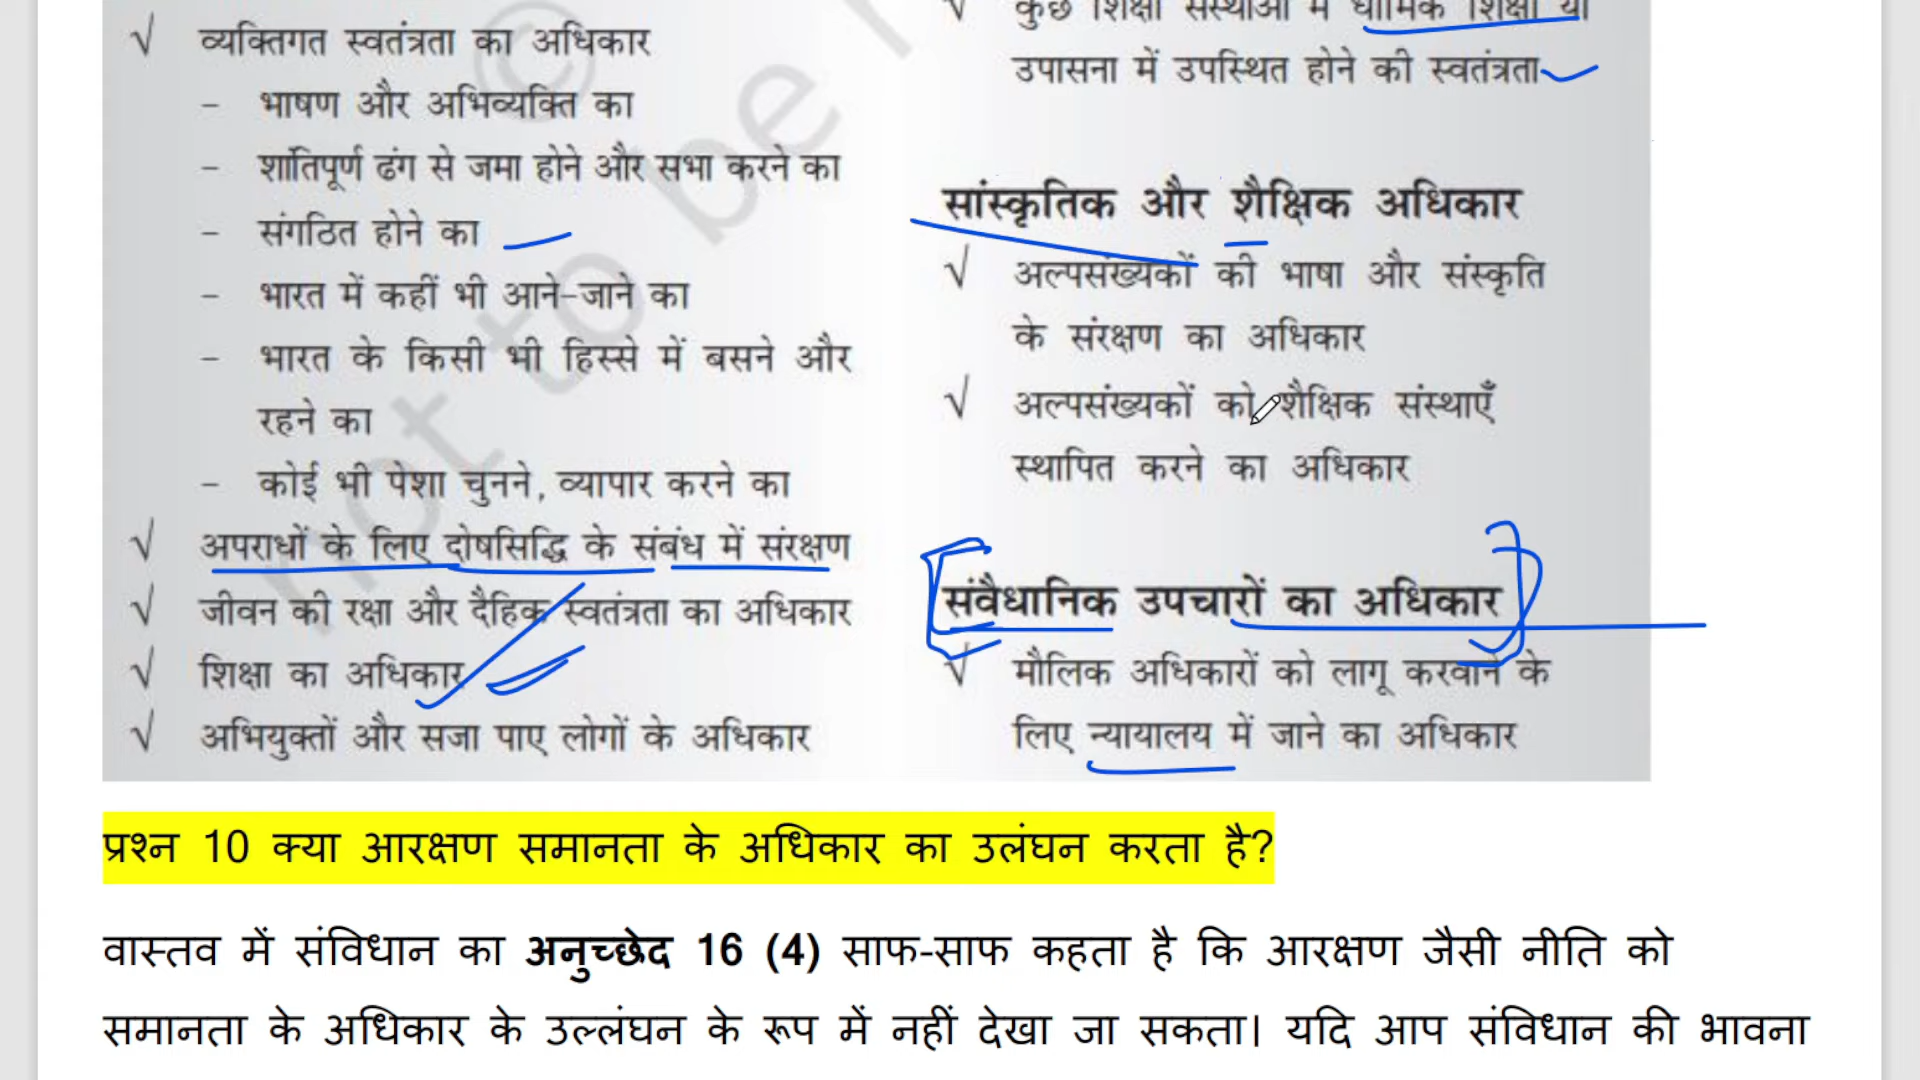 √ व्यक्तिगत स्वतंत्रता का अधिकार
– भाषण और अभिव्यक्ति का
– शांतिपूर्ण ढंग से जमा होने और सभा करने का
– संगठित होने का
– भारत में कहीं भी आने-जाने का
– भारत के किसी भी हिस्से में बसने और
रहने का
– कोई भी पेशा चुनने, व्यापार करने का
√ अपराधों के लिए दोषसिद्धि के संबंध में संरक्षण
√ जीवन की रक्षा और दैहिक स्वतंत्रता का अधिकार
√ शिक्षा का अधिकार
√ अभियुक्तों और सजा पाए लोगों के अधिकार
√ कुछ शिक्षा संस्थाओं में धार्मिक शिक्षा या
उपासना में उपस्थित होने की स्वतंत्रता
सांस्कृतिक और शैक्षिक अधिकार
√ अल्पसंख्यकों की भाषा और संस्कृति
के संरक्षण का अधिकार
√ अल्पसंख्यकों को शैक्षिक संस्थाएँ
स्थापित करने का अधिकार
संवैधानिक उपचारों का अधिकार
√ मौलिक अधिकारों को लागू करवाने के
लिए न्यायालय में जाने का अधिकार
© not to be
प्रश्न 10 क्या आरक्षण समानता के अधिकार का उलंघन करता है?
वास्तव में संविधान का अनुच्छेद 16 (4) साफ-साफ कहता है कि आरक्षण जैसी नीति को
समानता के अधिकार के उल्लंघन के रूप में नहीं देखा जा सकता। यदि आप संविधान की भावना